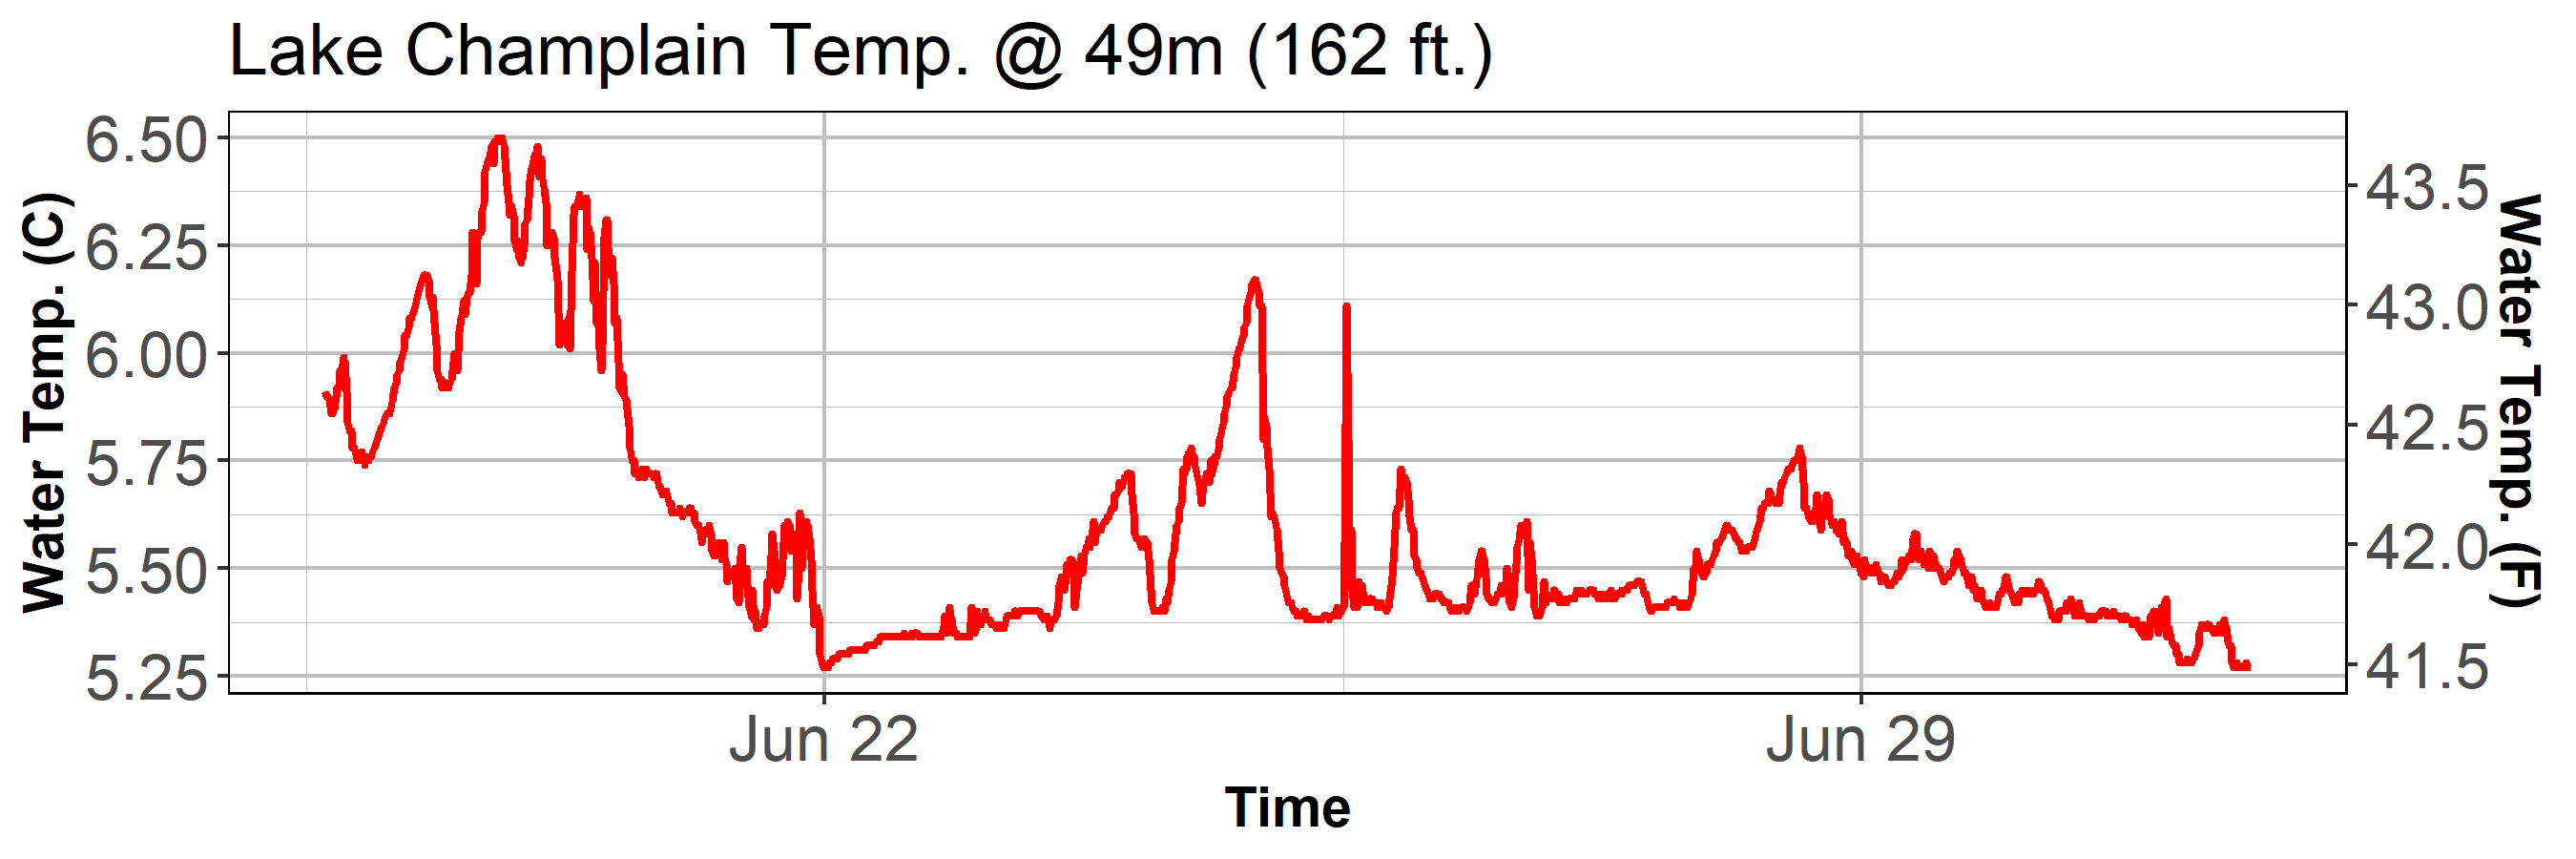 Lake Champlain Temp. @ 49m (162 ft.)
Water Temp. (C)
6.50
6.25
6.00
5.75
5.50
5.25
43.5
43.0
42.5
42.0
41.5
Water Temp. (F)
Jun 22
Jun 29
Time